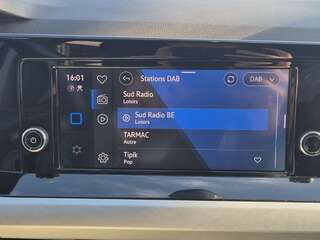 16:01
Stations DAB
DAB
Sud Radio
Loisirs
Sud Radio BE
Loisirs
TARMAC
Autre
Tipik
Pop